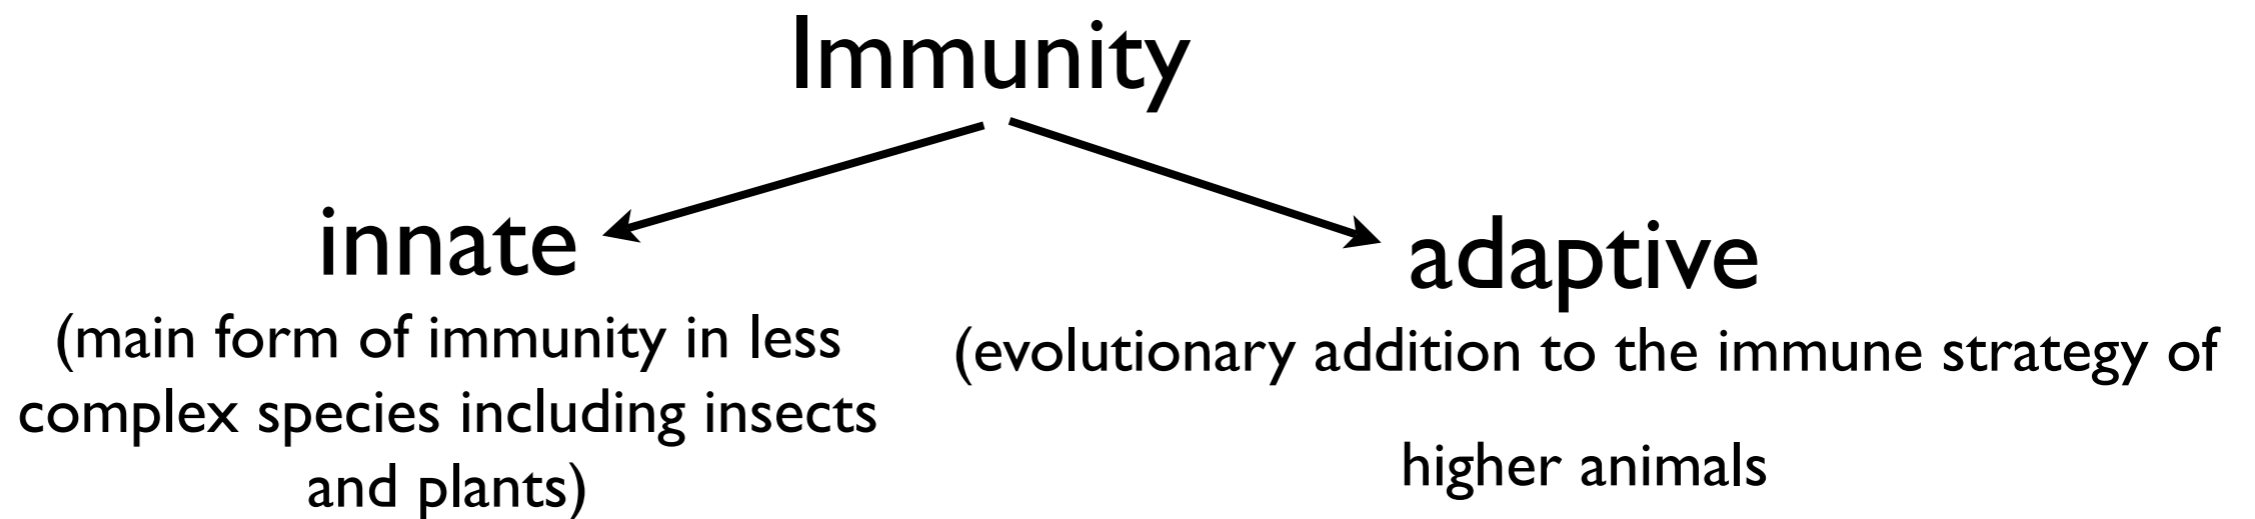 Immunity
innate
(main form of immunity in less
complex species including insects
and plants)
adaptive
(evolutionary addition to the immune strategy of
higher animals